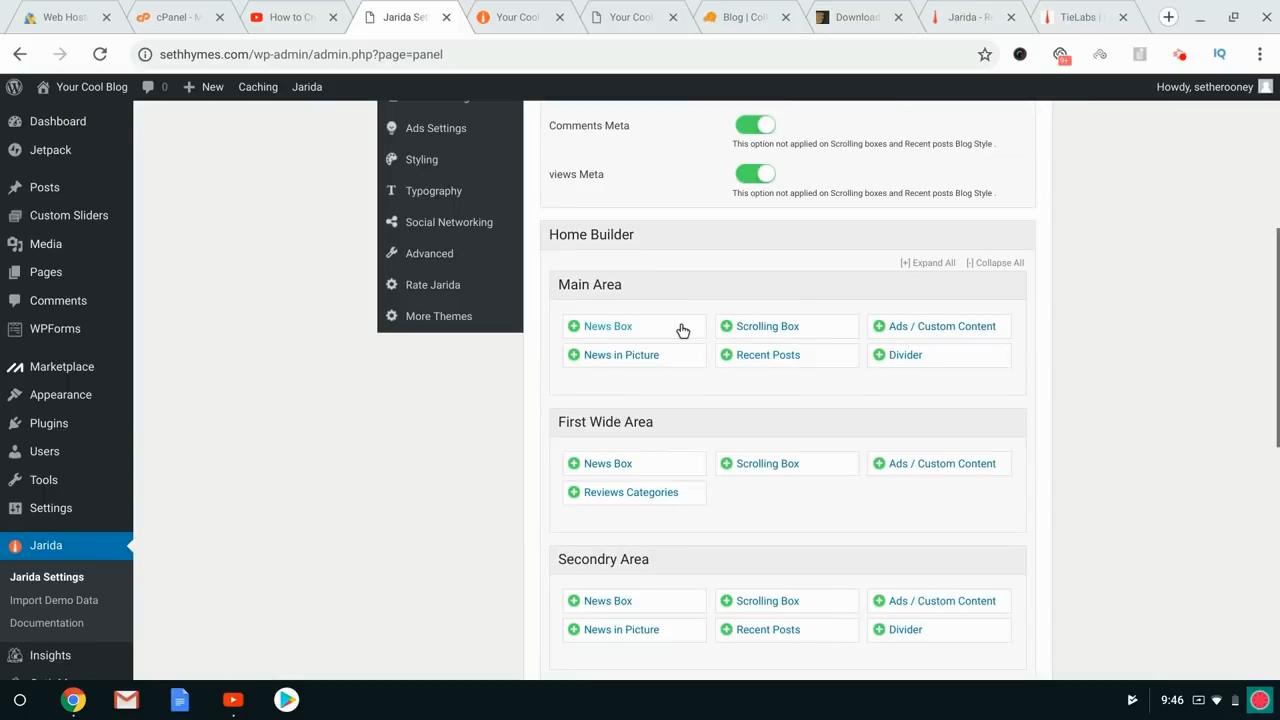 Web Host
cPanel - M
How to Cr
Jarida Set
Your Cool
Your Cool
Blog | Coll
Download
Jarida - R
TieLabs |
sethhymes.com/wp-admin/admin.php?page=panel
9+
IQ
Your Cool Blog 0 New Caching Jarida
Howdy, setherooney
Dashboard
Jetpack
Posts
Custom Sliders
Media
Pages
Comments
WPForms
Marketplace
Appearance
Plugins
Users
Tools
Settings
Jarida
Jarida Settings
Import Demo Data
Documentation
Insights
Ads Settings
Styling
Typography
Social Networking
Advanced
Rate Jarida
More Themes
Comments Meta
This option not applied on Scrolling boxes and Recent posts Blog Style .
views Meta
This option not applied on Scrolling boxes and Recent posts Blog Style .
Home Builder
[+] Expand All [-] Collapse All
Main Area
News Box Scrolling Box Ads / Custom Content
News in Picture Recent Posts Divider
First Wide Area
News Box Scrolling Box Ads / Custom Content
Reviews Categories
Secondry Area
News Box Scrolling Box Ads / Custom Content
News in Picture Recent Posts Divider
9:46